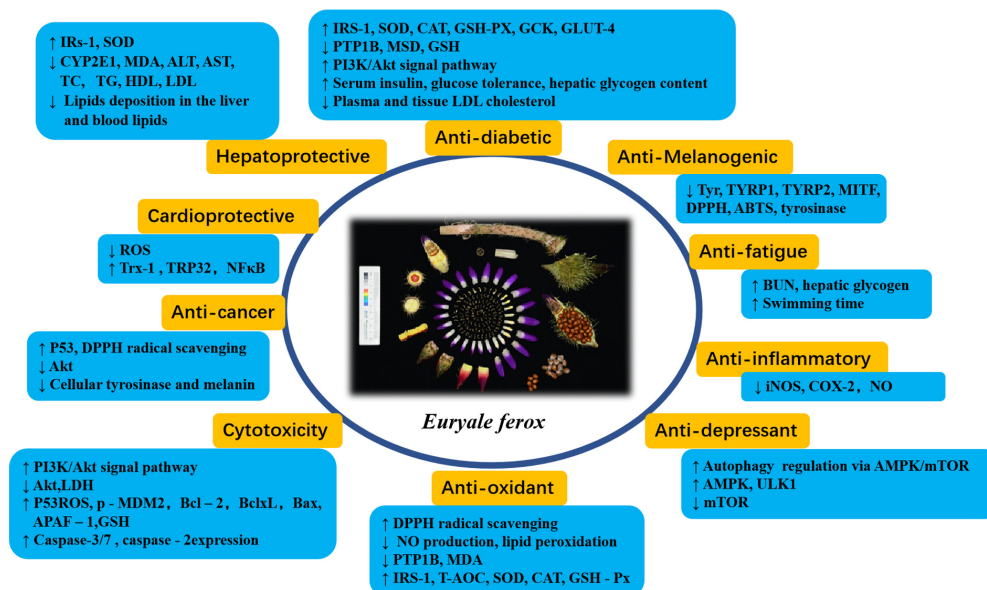 Anti-diabetic
↑ IRS-1, SOD, CAT, GSH-PX, GCK, GLUT-4
↓ PTP1B, MSD, GSH
↑ PI3K/Akt signal pathway
↑ Serum insulin, glucose tolerance, hepatic glycogen content
↓ Plasma and tissue LDL cholesterol
Hepatoprotective
↑ IRs-1, SOD
↓ CYP2E1, MDA, ALT, AST,
TC, TG, HDL, LDL
↓ Lipids deposition in the liver
and blood lipids
Anti-Melanogenic
↓ Tyr, TYRP1, TYRP2, MITF,
DPPH, ABTS, tyrosinase
Cardioprotective
↓ ROS
↑ Trx-1 , TRP32, NFκB
Anti-fatigue
↑ BUN, hepatic glycogen
↑ Swimming time
Anti-cancer
↑ P53, DPPH radical scavenging
↓ Akt
↓ Cellular tyrosinase and melanin
Anti-inflammatory
↓ iNOS, COX-2, NO
Euryale ferox
Cytotoxicity
↑ PI3K/Akt signal pathway
↓ Akt,LDH
↑ P53ROS, p - MDM2, Bcl – 2, BclxL, Bax,
APAF – 1,GSH
↑ Caspase-3/7 , caspase - 2expression
Anti-depressant
↑ Autophagy regulation via AMPK/mTOR
↑ AMPK, ULK1
↓ mTOR
Anti-oxidant
↑ DPPH radical scavenging
↓ NO production, lipid peroxidation
↓ PTP1B, MDA
↑ IRS-1, T-AOC, SOD, CAT, GSH - Px